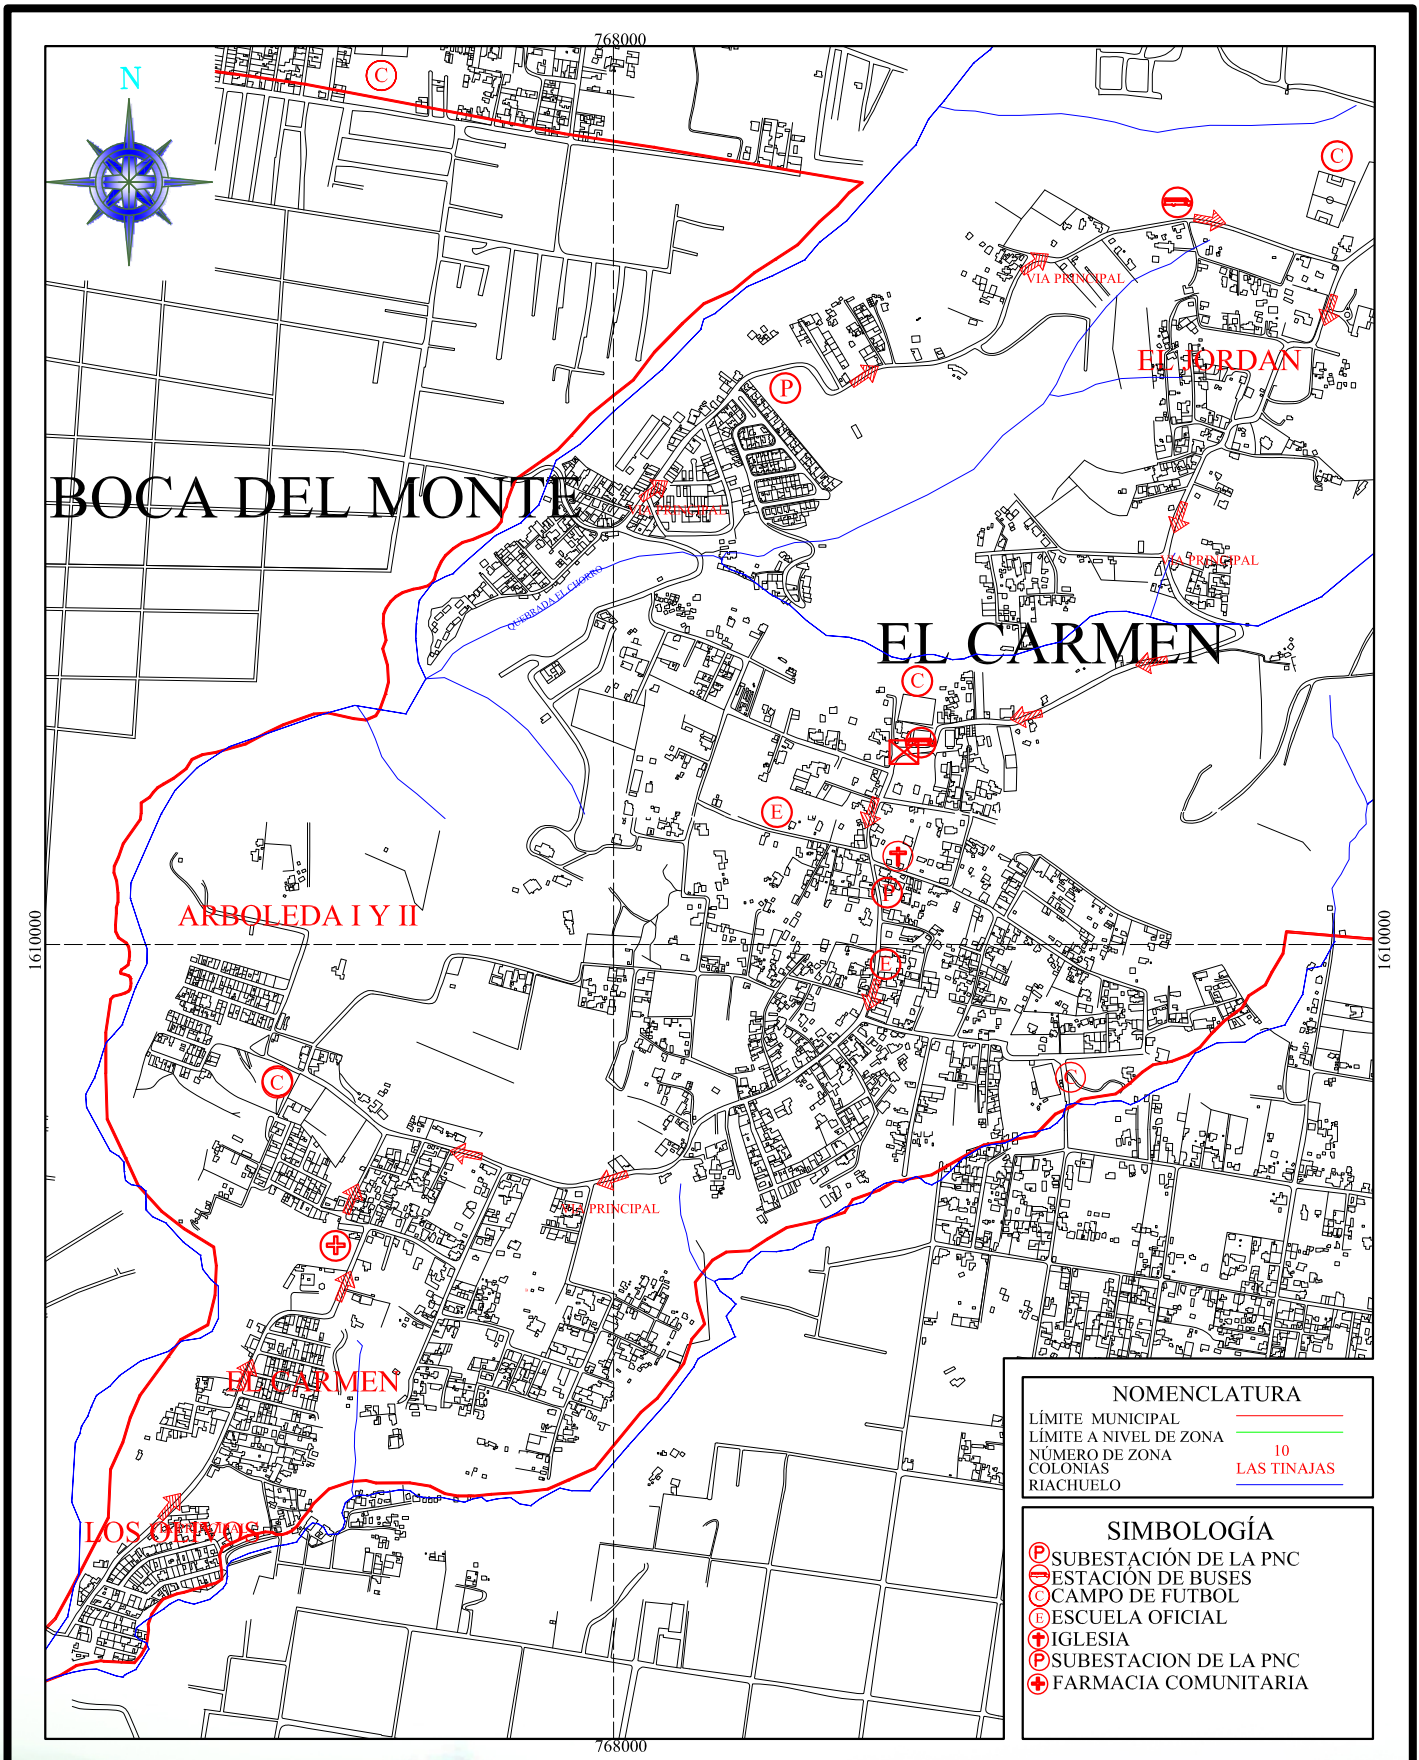 768000
N
C
C
VIA PRINCIPAL
EL JORDAN
P
BOCA DEL MONTE
VIA PRINCIPAL
VIA PRINCIPAL
QUEBRADA EL CHORRO
EL CARMEN
C
E
P
ARBOLEDA I Y II
1610000
1610000
E
C
C
VIA PRINCIPAL
EL CARMEN
LOS OLIVOS
768000
NOMENCLATURA
LÍMITE MUNICIPAL
LÍMITE A NIVEL DE ZONA
NÚMERO DE ZONA 10
COLONIAS LAS TINAJAS
RIACHUELO
SIMBOLOGÍA
P SUBESTACIÓN DE LA PNC
ESTACIÓN DE BUSES
C CAMPO DE FUTBOL
E ESCUELA OFICIAL
IGLESIA
P SUBESTACION DE LA PNC
FARMACIA COMUNITARIA